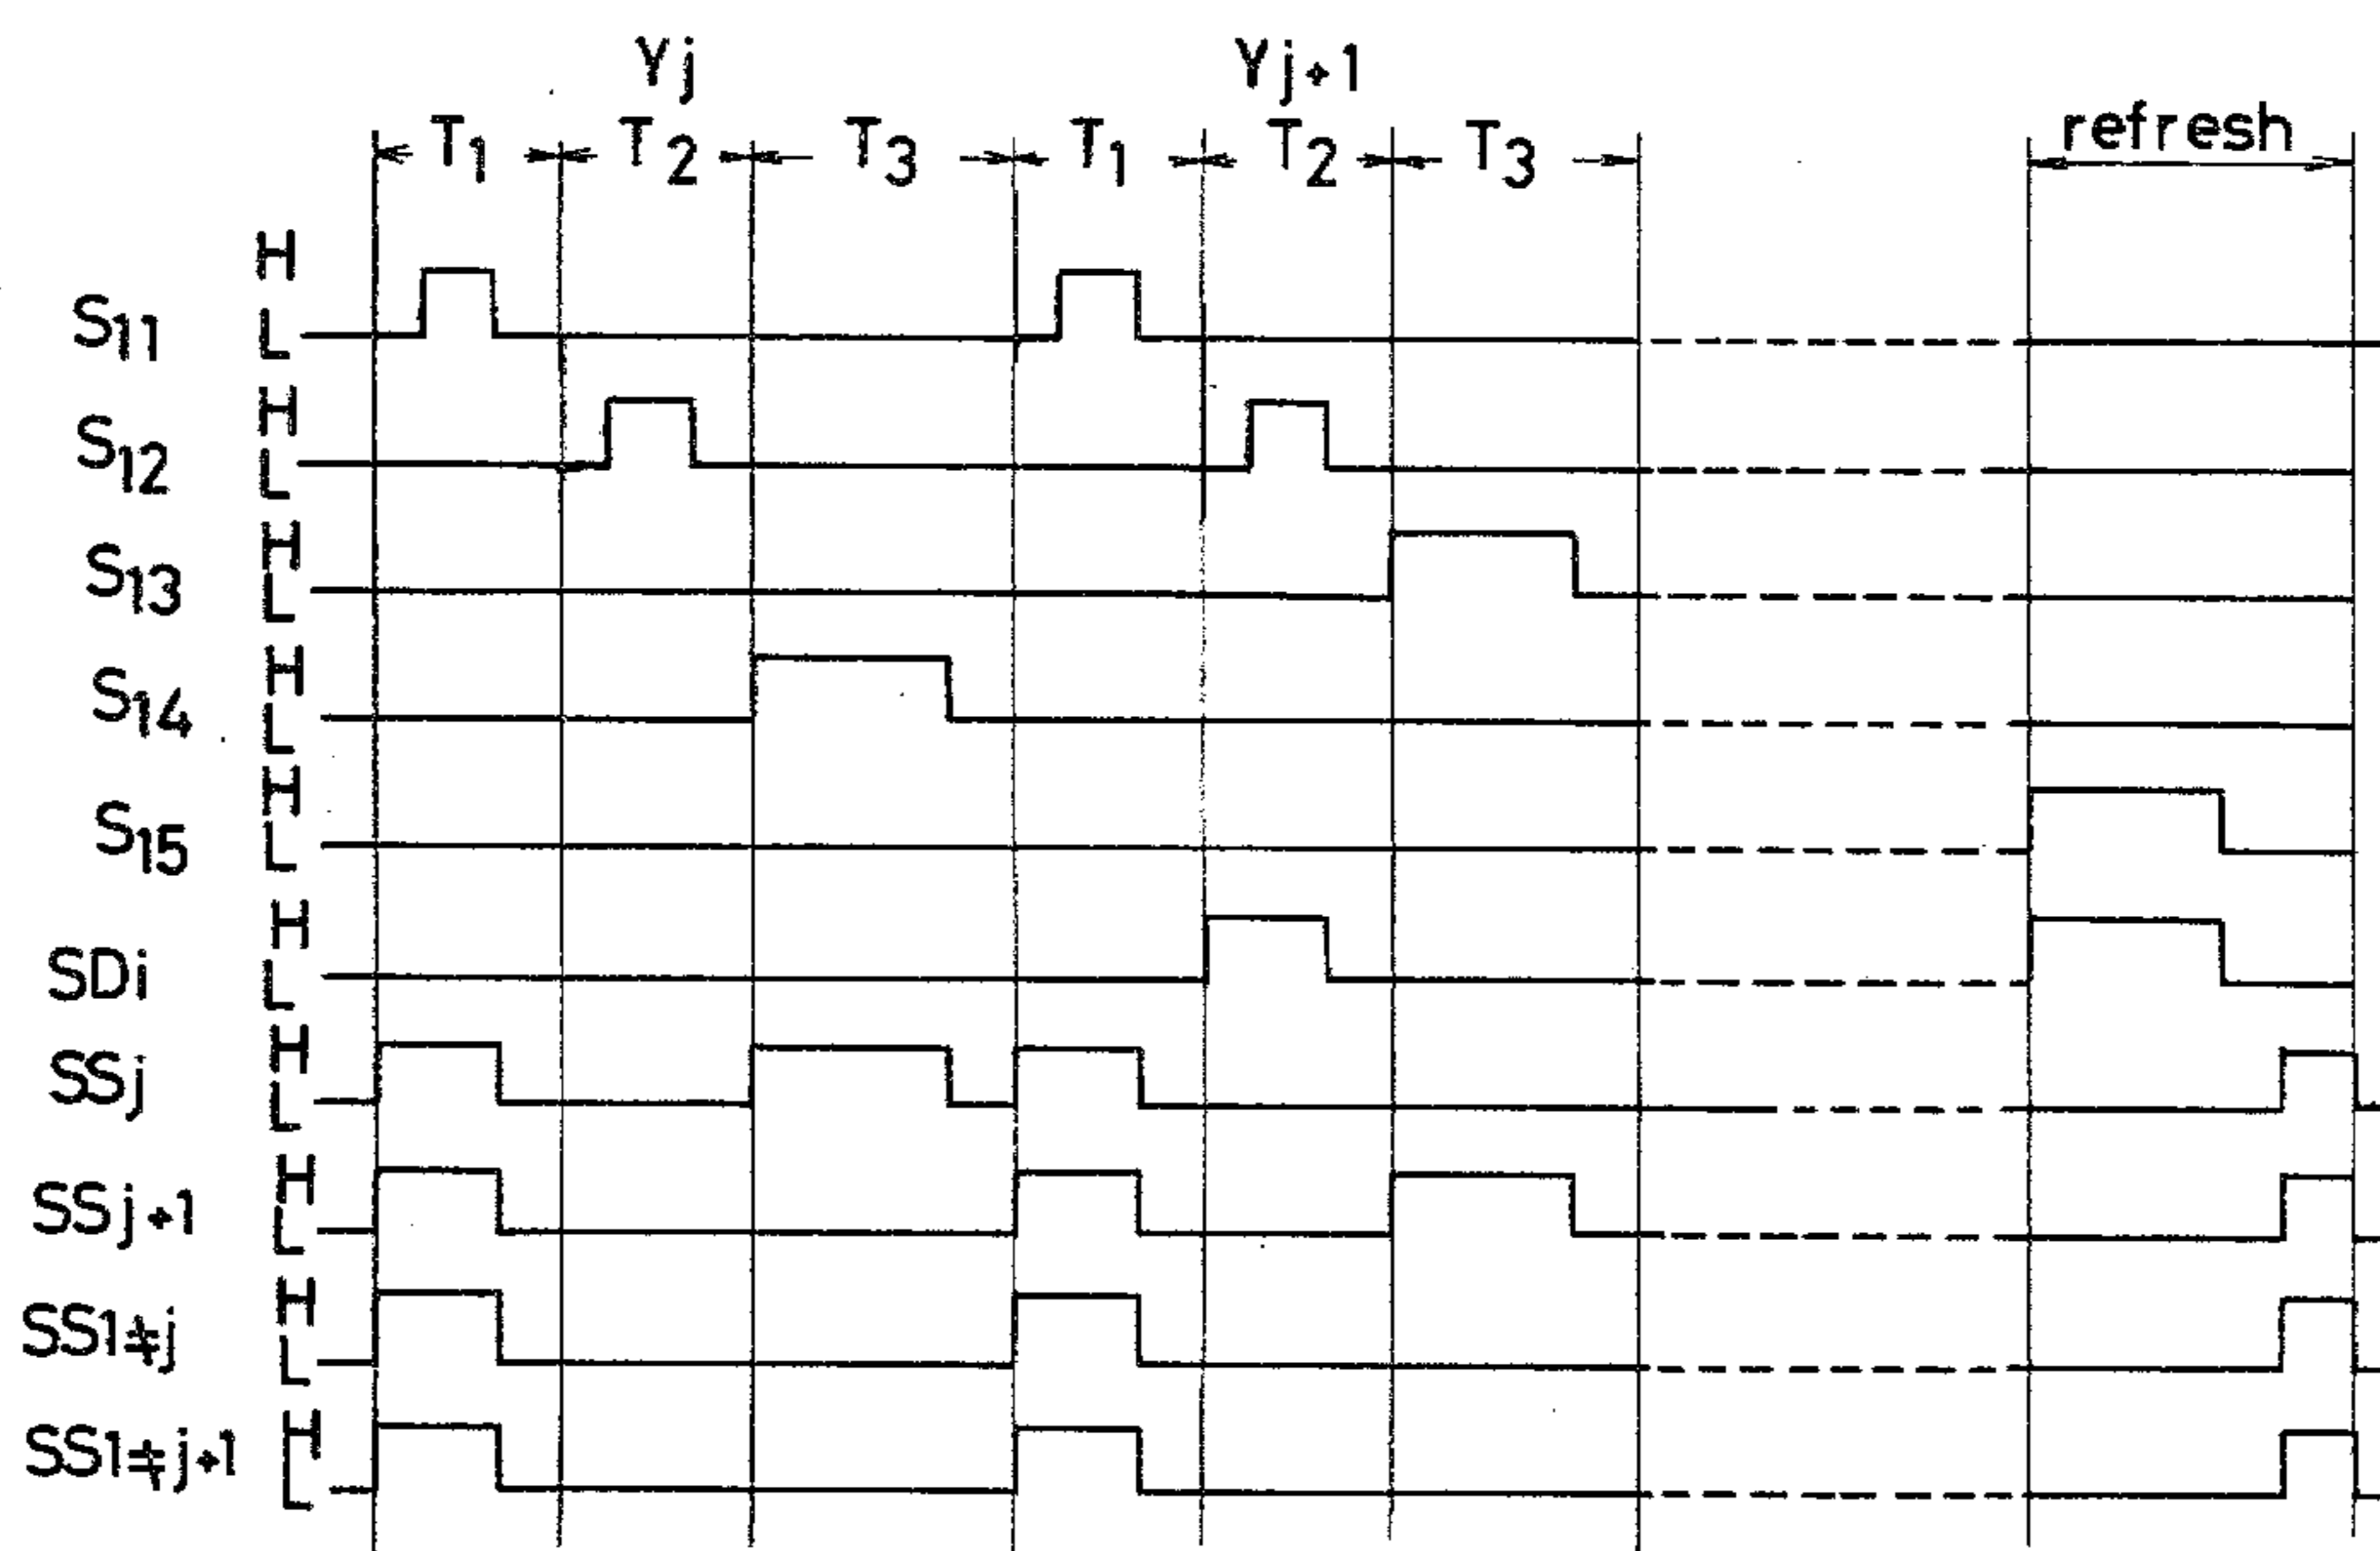 Yj Yj+1
T1 T2 T3 T1 T2 T3 refresh
S11 H L
S12 H L
S13 H L
S14 H L
S15 H L
SDi H L
SSj H L
SSj+1 H L
SS1≠j H L
SS1≠j+1 H L